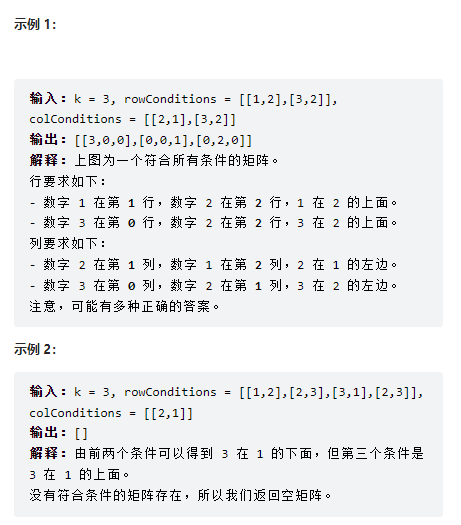 示例 1：
输入：k = 3, rowConditions = [[1,2],[3,2]],
colConditions = [[2,1],[3,2]]
输出：[[3,0,0],[0,0,1],[0,2,0]]
解释：上图为一个符合所有条件的矩阵。
行要求如下：
- 数字 1 在第 1 行，数字 2 在第 2 行，1 在 2 的上面。
- 数字 3 在第 0 行，数字 2 在第 2 行，3 在 2 的上面。
列要求如下：
- 数字 2 在第 1 列，数字 1 在第 2 列，2 在 1 的左边。
- 数字 3 在第 0 列，数字 2 在第 1 列，3 在 2 的左边。
注意，可能有多种正确的答案。
示例 2：
输入：k = 3, rowConditions = [[1,2],[2,3],[3,1],[2,3]],
colConditions = [[2,1]]
输出：[]
解释：由前两个条件可以得到 3 在 1 的下面，但第三个条件是
3 在 1 的上面。
没有符合条件的矩阵存在，所以我们返回空矩阵。